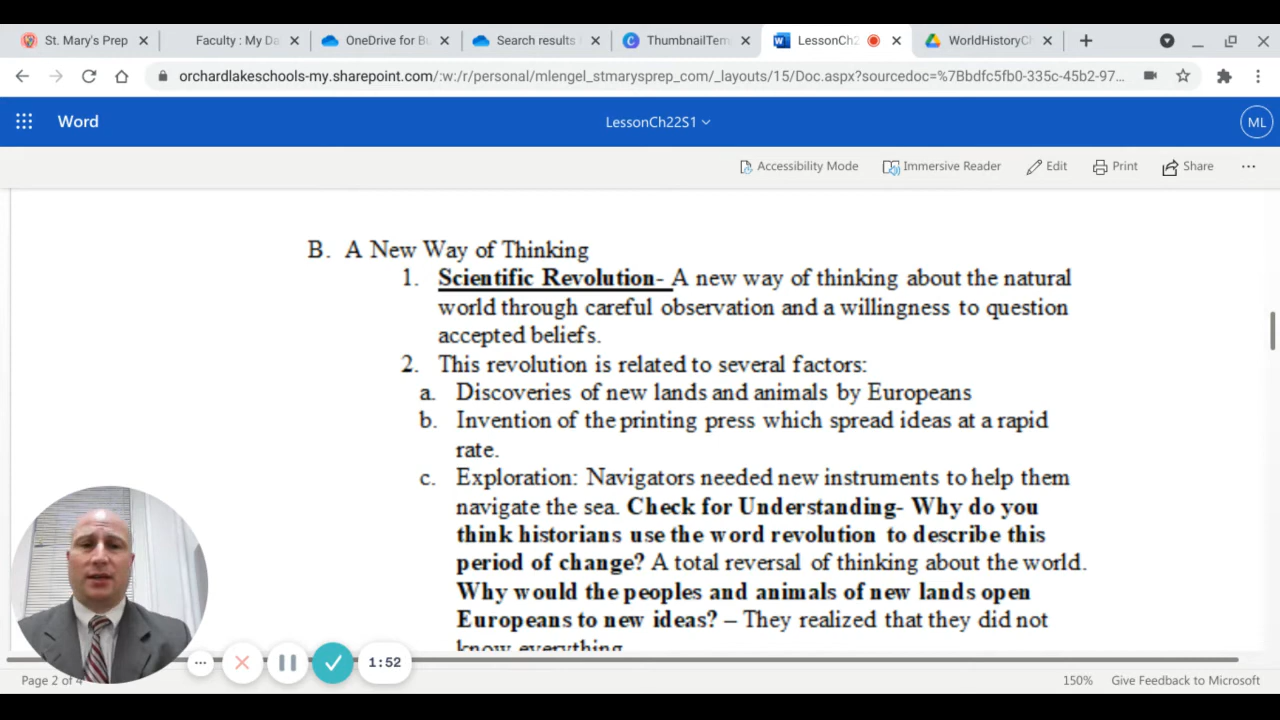 St. Mary's Prep
Faculty : My Da
OneDrive for Bu
Search results
ThumbnailTem
LessonCh2
WorldHistoryCh
orchardlakeschools-my.sharepoint.com/:w:/r/personal/mlengel_stmarysprep_com/_layouts/15/Doc.aspx?sourcedoc=%7Bbdfc5fb0-335c-45b2-97...
Word
LessonCh22S1
ML
Accessibility Mode
Immersive Reader
Edit
Print
Share
B. A New Way of Thinking
1. Scientific Revolution- A new way of thinking about the natural
world through careful observation and a willingness to question
accepted beliefs.
2. This revolution is related to several factors:
a. Discoveries of new lands and animals by Europeans
b. Invention of the printing press which spread ideas at a rapid
rate.
c. Exploration: Navigators needed new instruments to help them
navigate the sea. Check for Understanding- Why do you
think historians use the word revolution to describe this
period of change? A total reversal of thinking about the world.
Why would the peoples and animals of new lands open
Europeans to new ideas? – They realized that they did not
know everything
1:52
Page 2 of 4
150%
Give Feedback to Microsoft